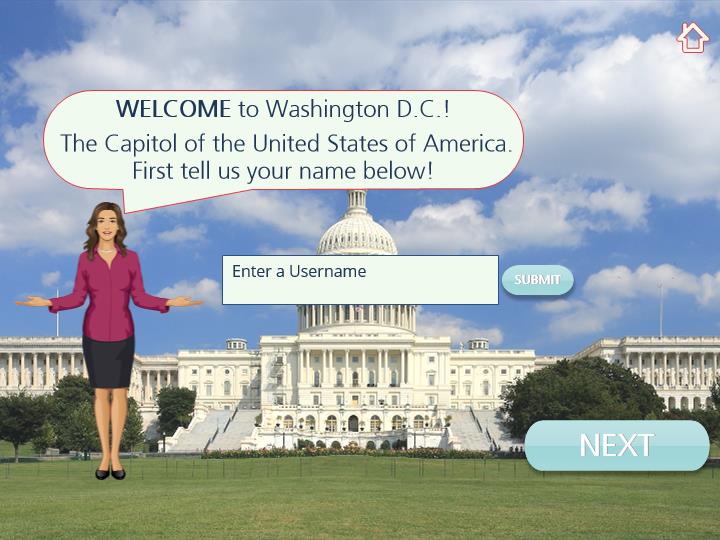 WELCOME to Washington D.C.!
The Capitol of the United States of America.
First tell us your name below!
Enter a Username
SUBMIT
NEXT